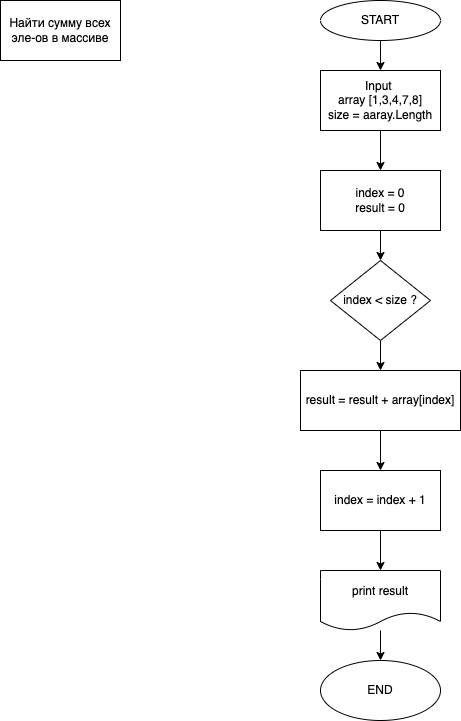 Найти сумму всех
эле-ов в массиве
START
Input
array [1,3,4,7,8]
size = aaray.Length
index = 0
result = 0
index < size ?
result = result + array[index]
index = index + 1
print result
END